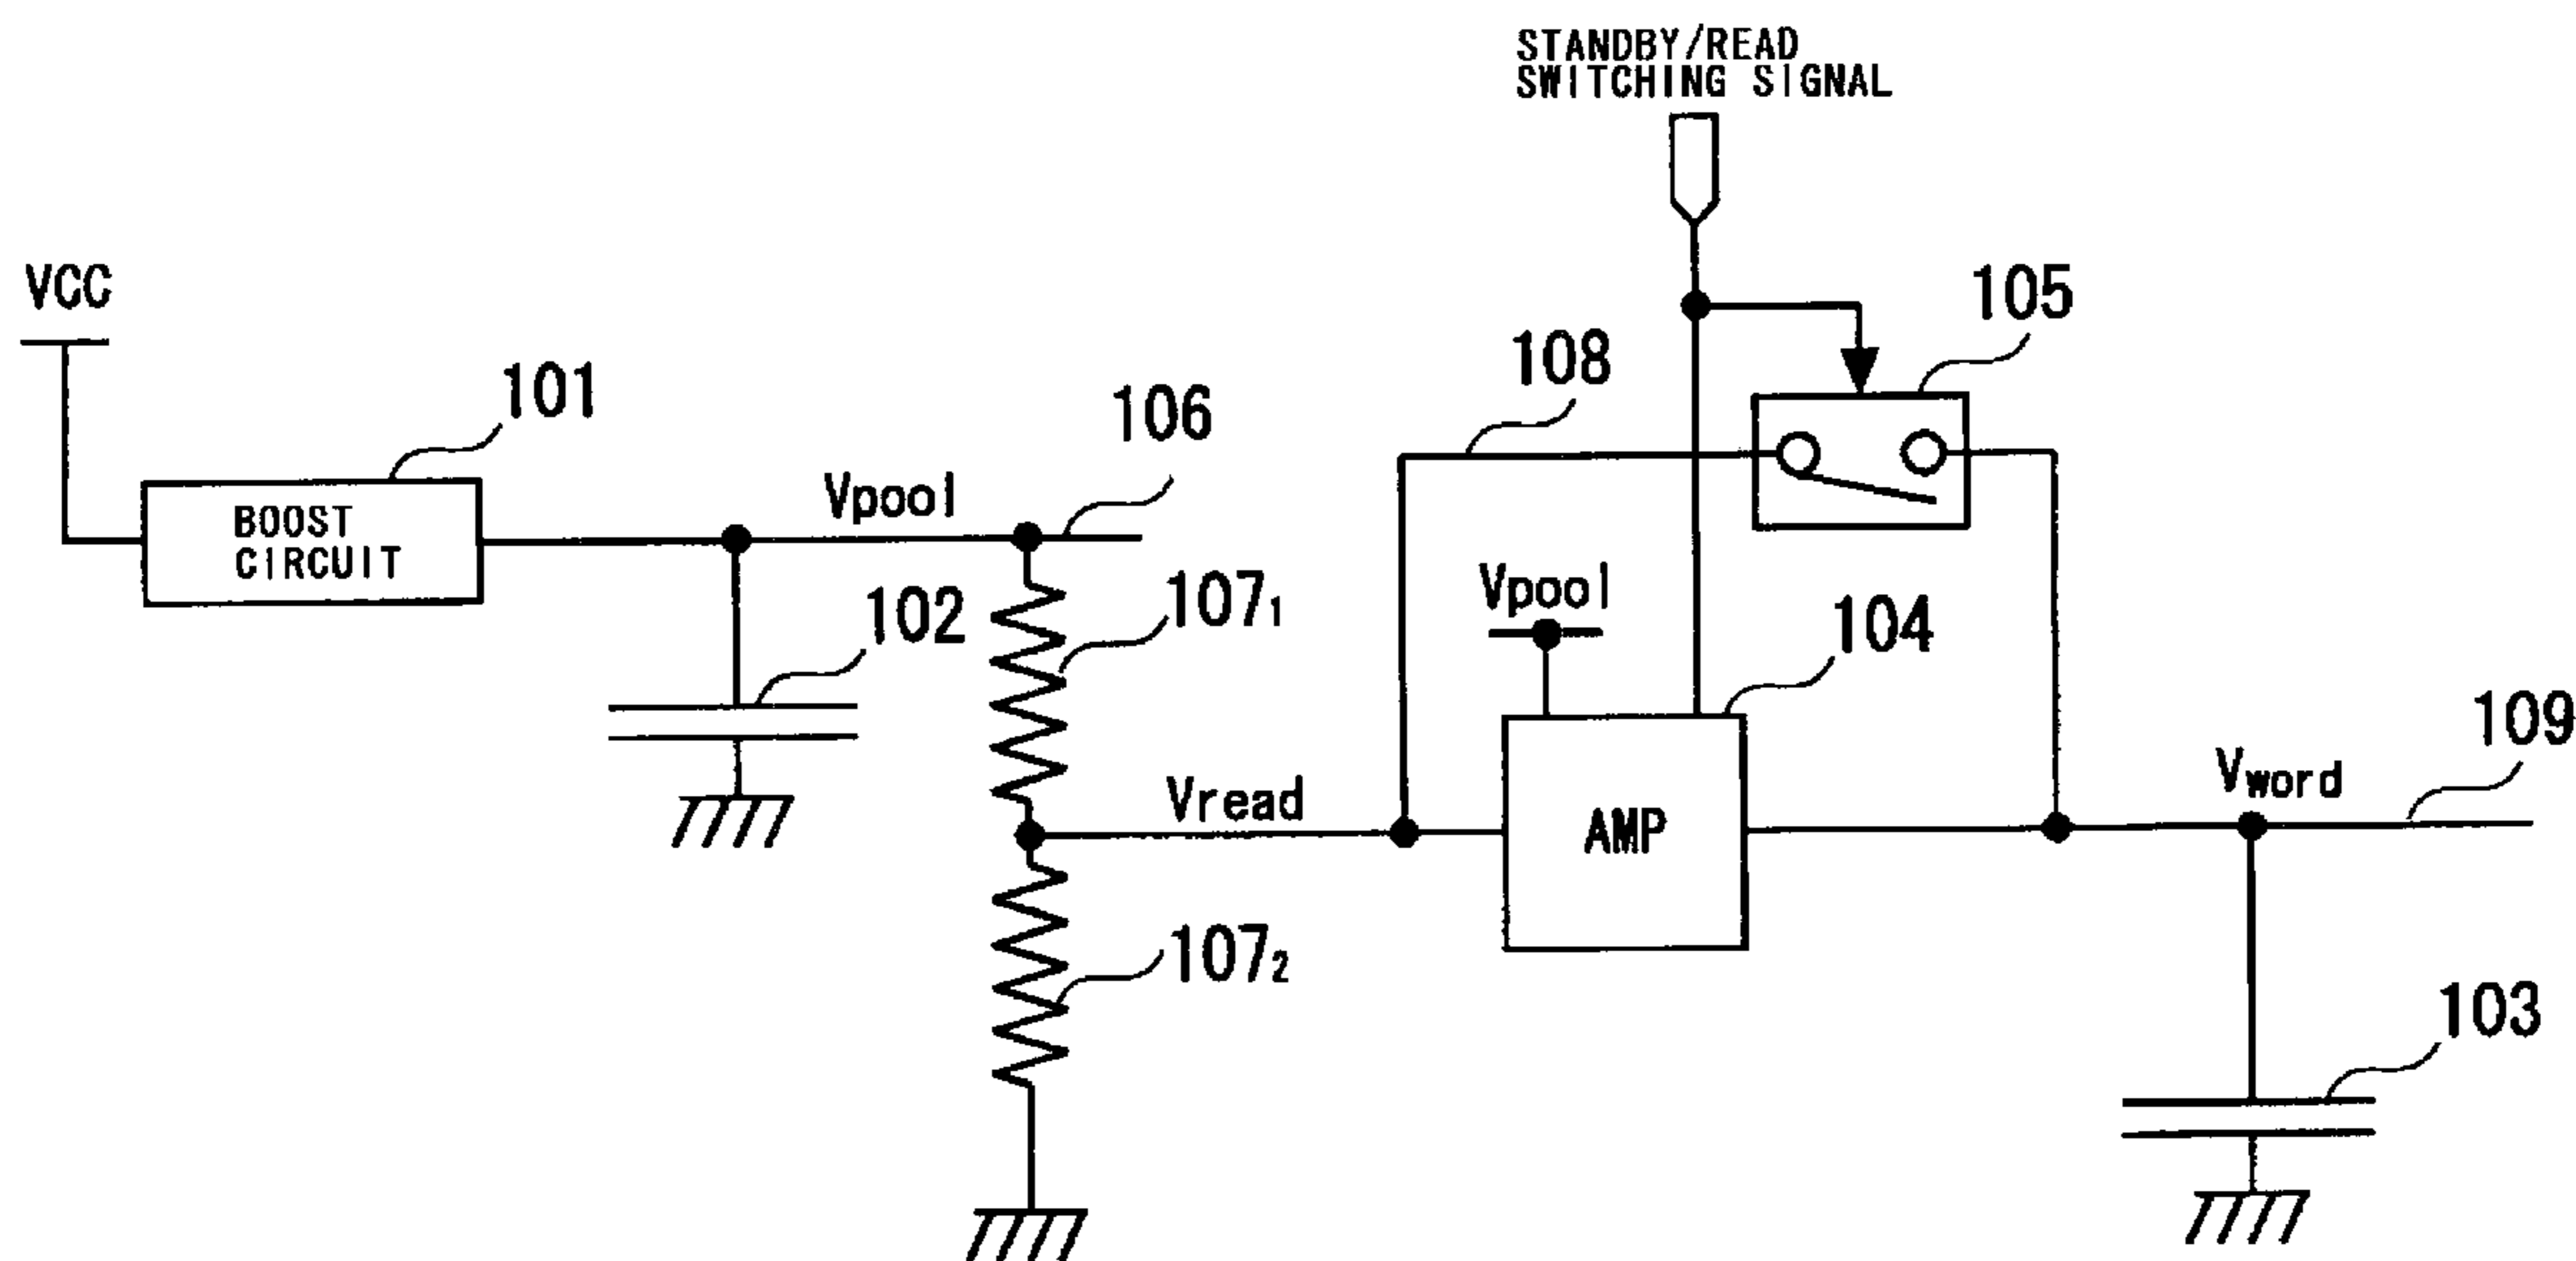 STANDBY/READ
SWITCHING SIGNAL
VCC
105
108
101
106
Vpool
BOOST
CIRCUIT
Vpool
102
107₁
104
109
Vword
Vread
AMP
107₂
103